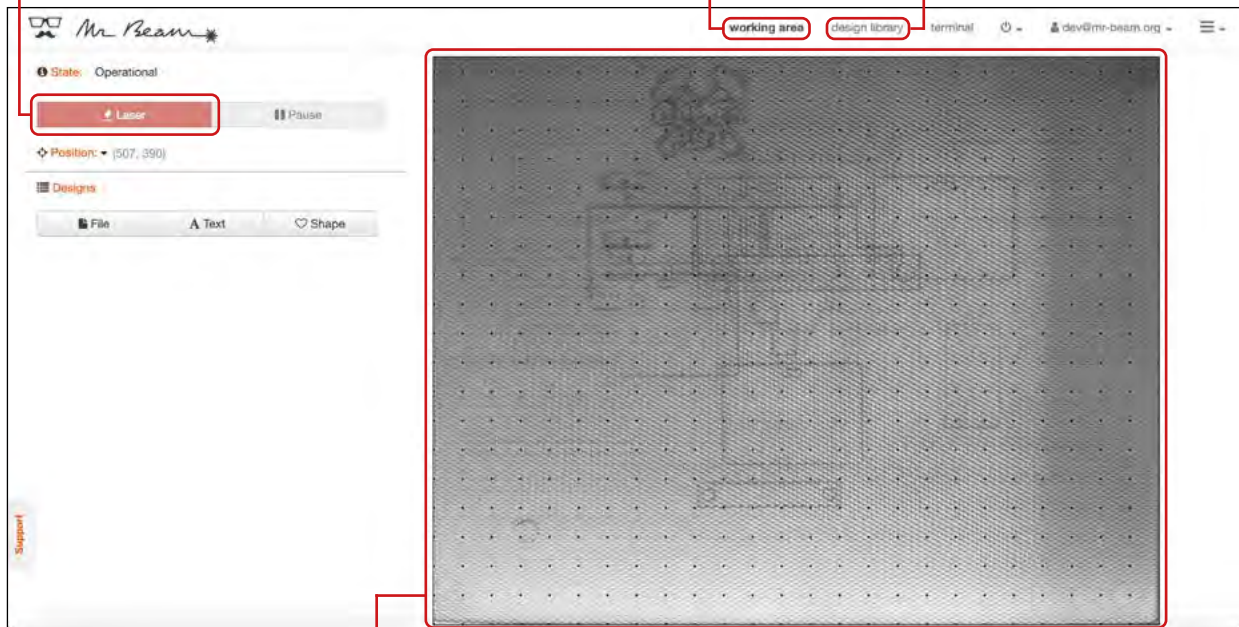 Mr Beam
working area design library terminal dev@mr-beam.org
State: Operational
Laser Pause
Position: (507, 390)
Designs
File A Text Shape
Support